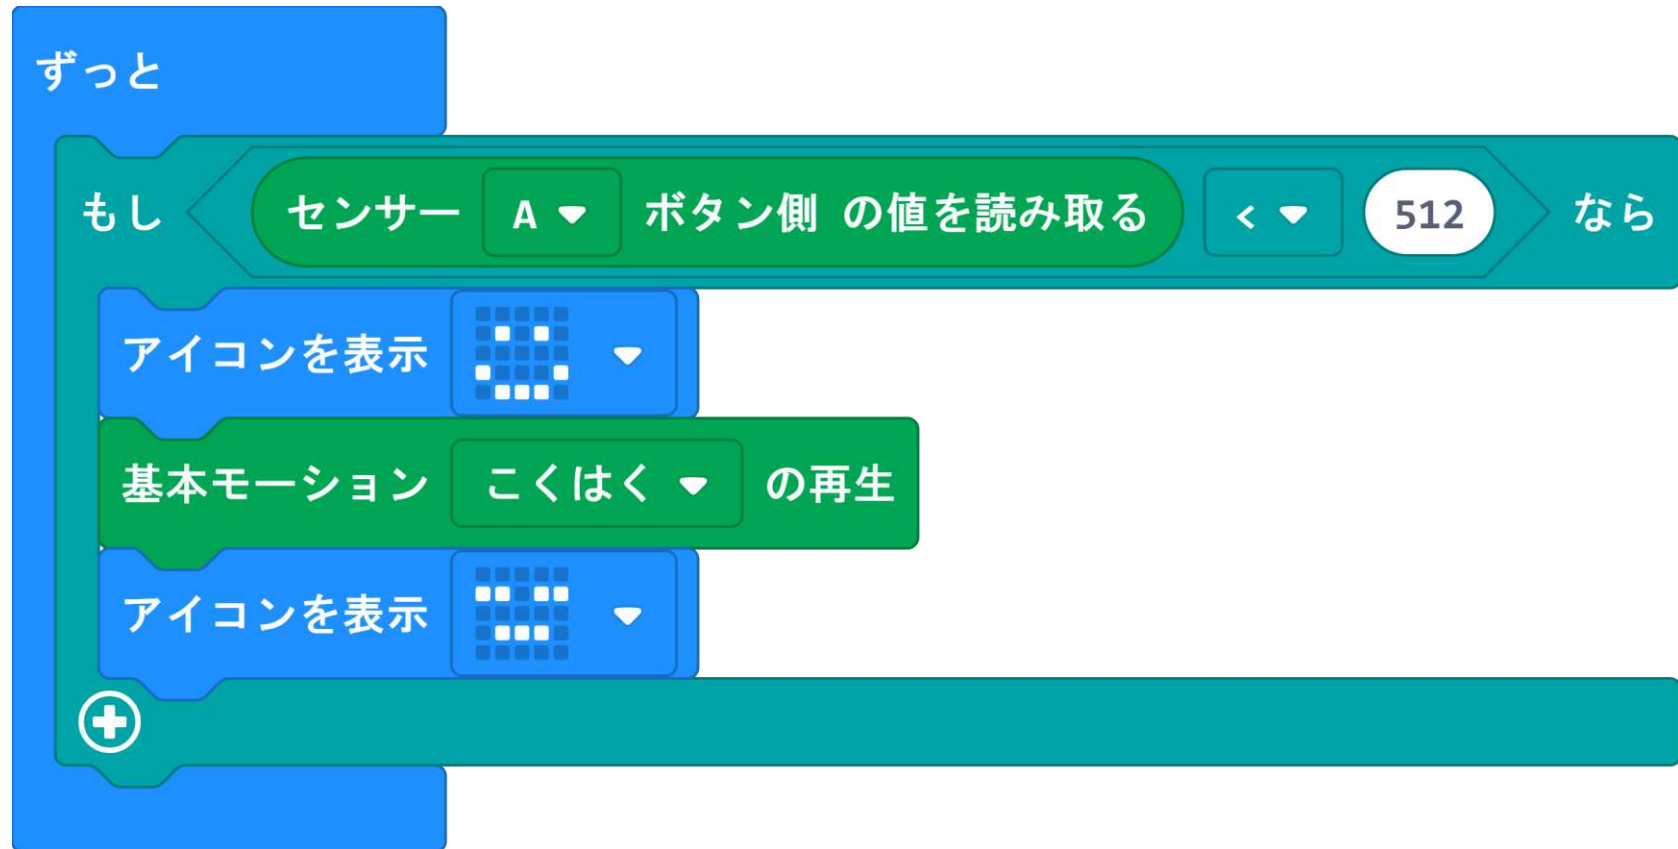 ずっと
もし センサー A ボタン側 の値を読み取る < 512 なら
アイコンを表示
基本モーション こくはく の再生
アイコンを表示